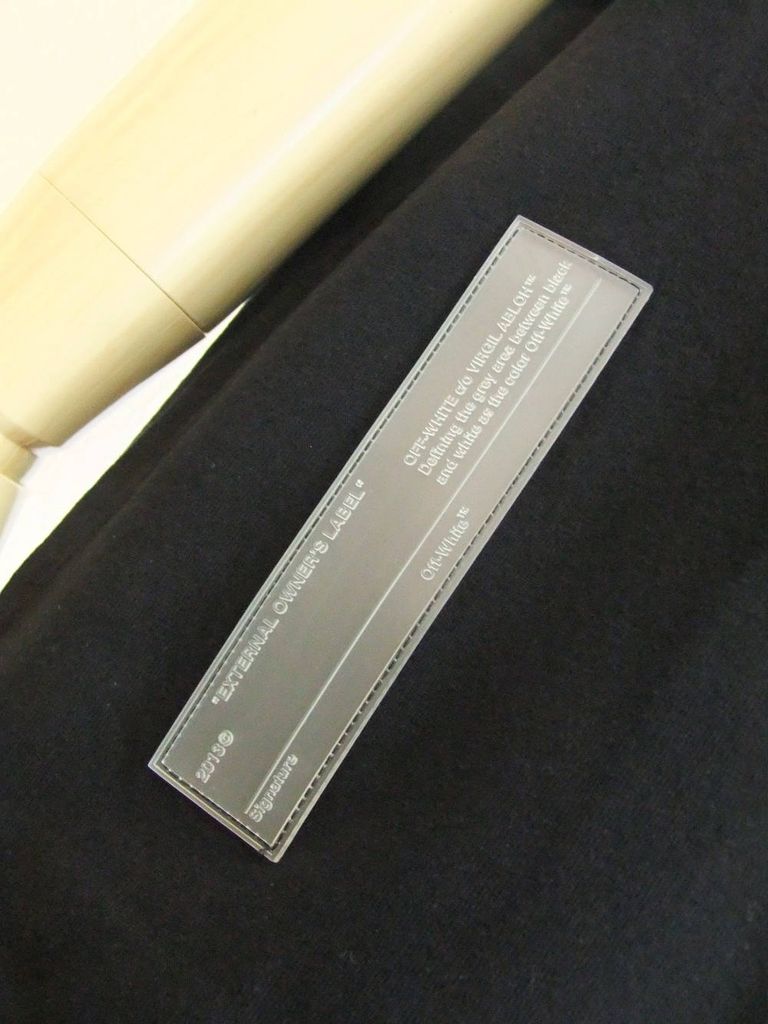 2013©
"EXTERNAL OWNER'S LABEL"
OFF-WHITE c/o VIRGIL ABLOH™
Defining the grey area between black
and white as the color Off-White™
Signature
Off-White™